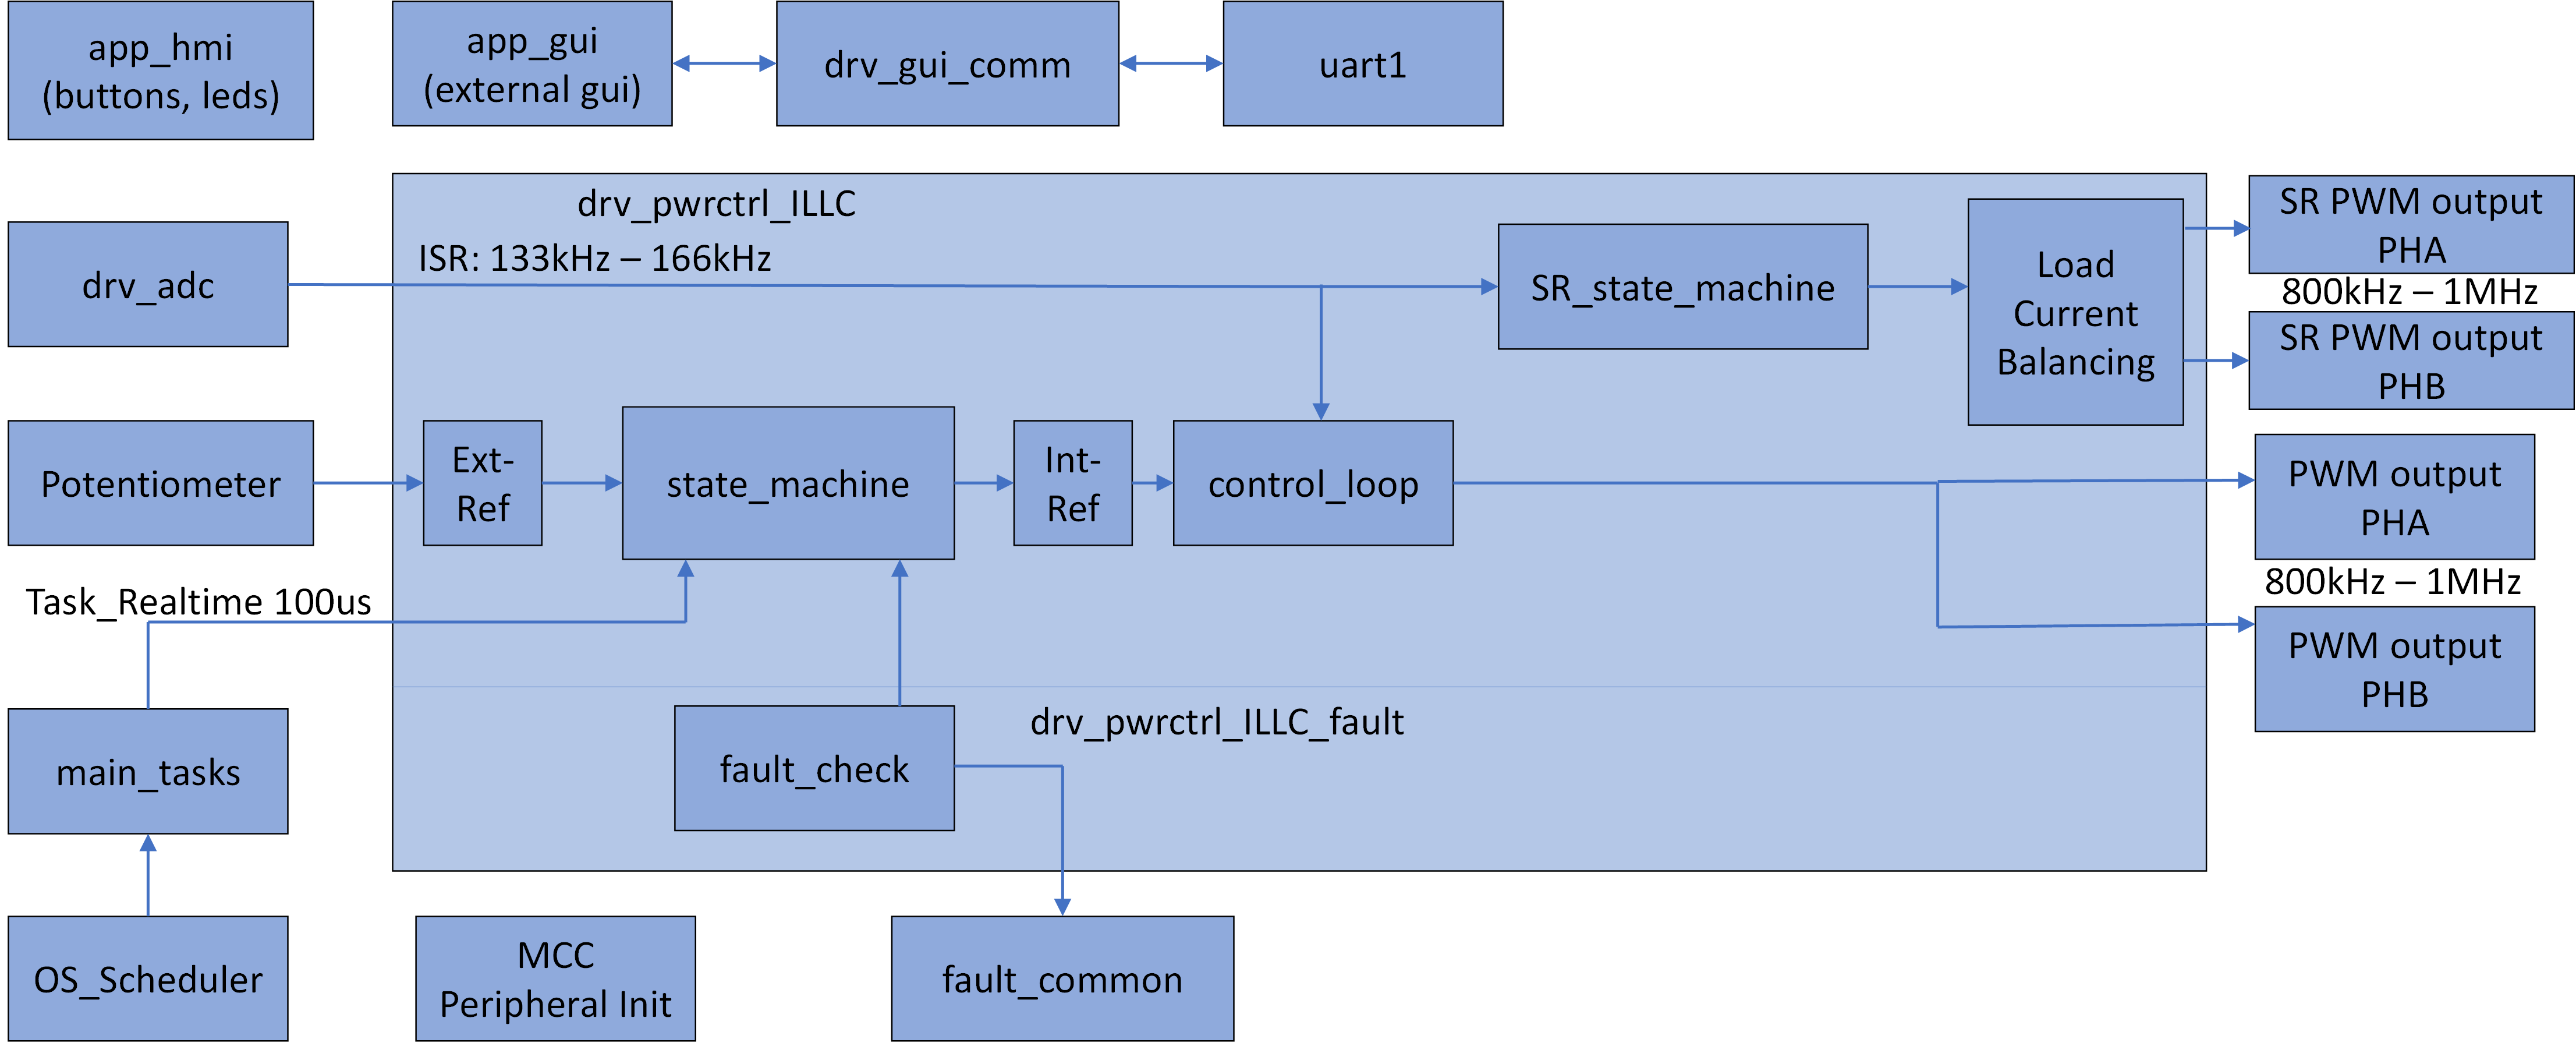 app_hmi
(buttons, leds)
app_gui
(external gui)
drv_gui_comm
uart1
drv_pwrctrl_ILLC
ISR: 133kHz – 166kHz
drv_adc
SR_state_machine
Load
Current
Balancing
SR PWM output
PHA
800kHz – 1MHz
SR PWM output
PHB
Potentiometer
Ext-
Ref
state_machine
Int-
Ref
control_loop
PWM output
PHA
800kHz – 1MHz
PWM output
PHB
Task_Realtime 100us
main_tasks
drv_pwrctrl_ILLC_fault
fault_check
OS_Scheduler
MCC
Peripheral Init
fault_common